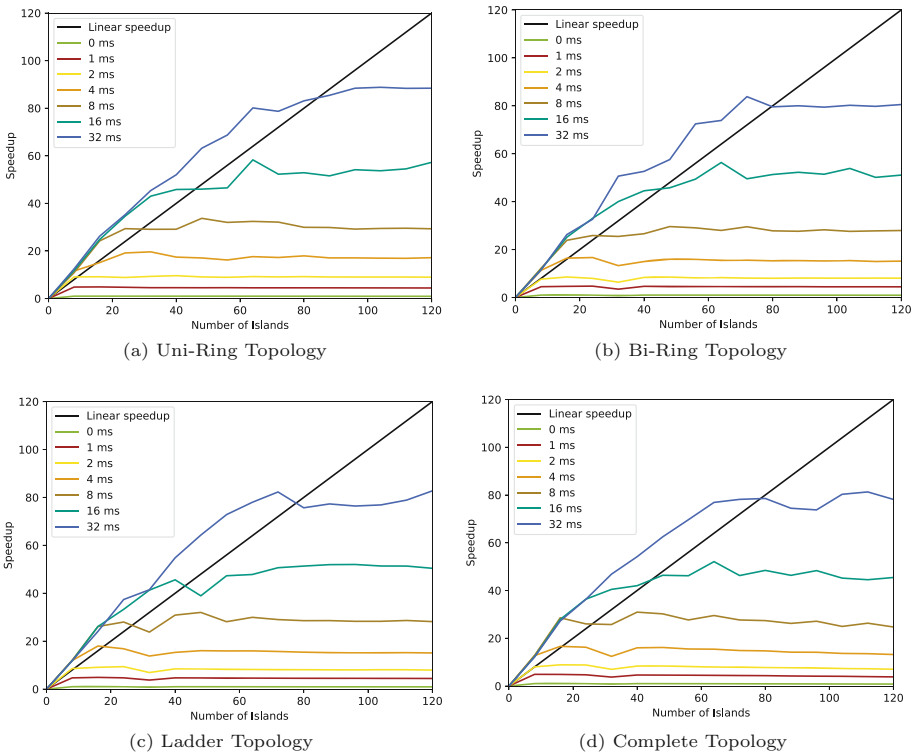 120
100
80
60
40
20
0
Speedup
Linear speedup
0 ms
1 ms
2 ms
4 ms
8 ms
16 ms
32 ms
0 20 40 60 80 100 120
Number of Islands
(a) Uni-Ring Topology
120
100
80
60
40
20
0
Speedup
Linear speedup
0 ms
1 ms
2 ms
4 ms
8 ms
16 ms
32 ms
0 20 40 60 80 100 120
Number of Islands
(b) Bi-Ring Topology
120
100
80
60
40
20
0
Speedup
Linear speedup
0 ms
1 ms
2 ms
4 ms
8 ms
16 ms
32 ms
0 20 40 60 80 100 120
Number of Islands
(c) Ladder Topology
120
100
80
60
40
20
0
Speedup
Linear speedup
0 ms
1 ms
2 ms
4 ms
8 ms
16 ms
32 ms
0 20 40 60 80 100 120
Number of Islands
(d) Complete Topology